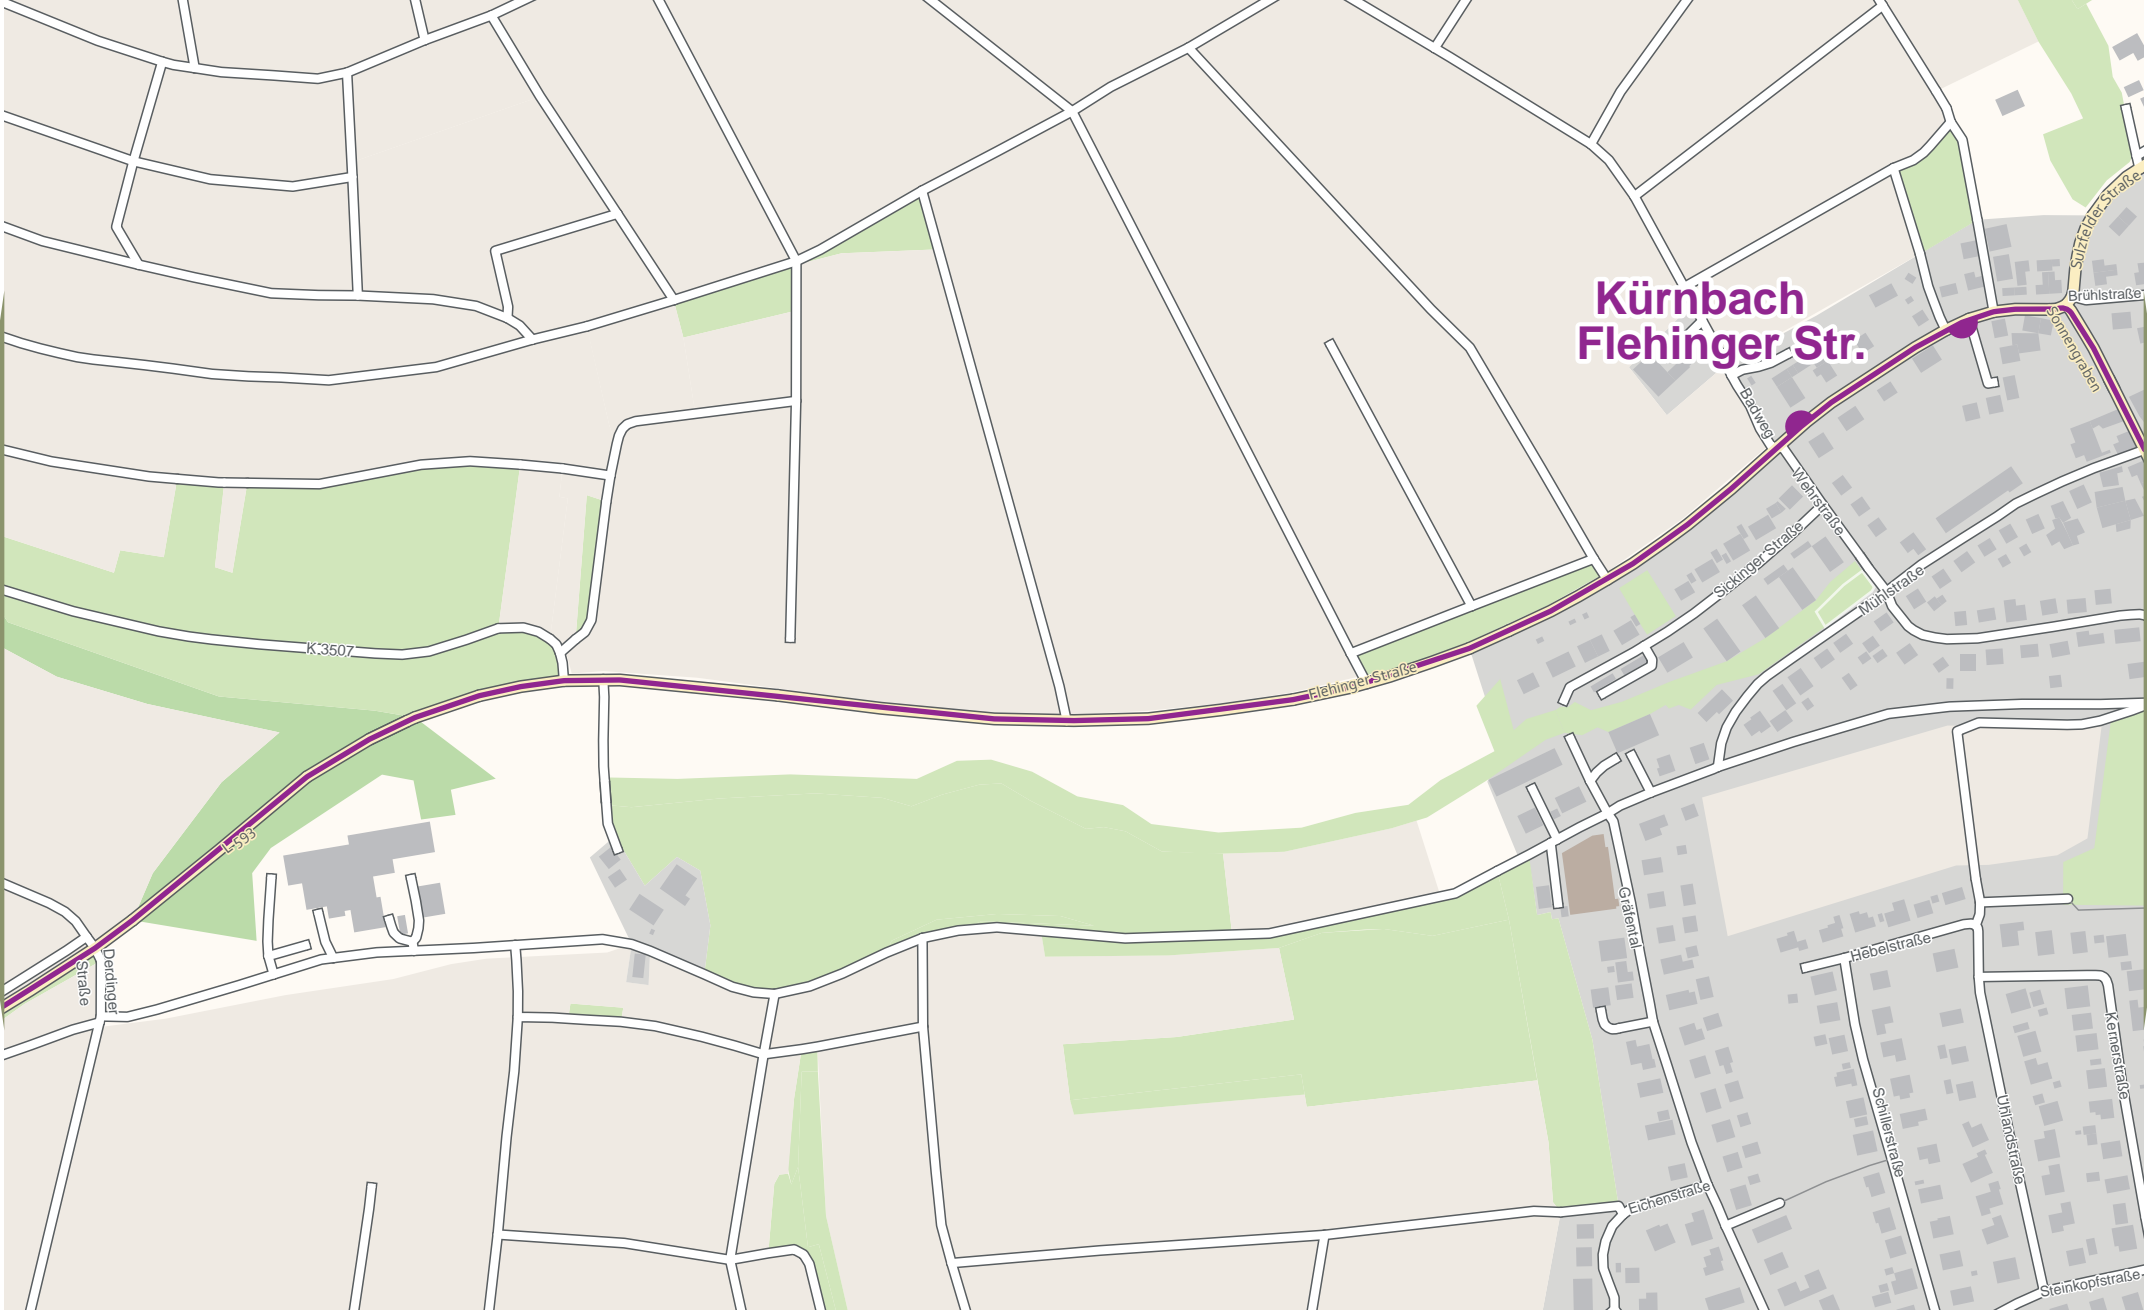 Sulzfelder Straße
Kürnbach
Flehinger Str.
Brühlstraße
Sonnengraben
Badweg
Wehrstraße
Sickinger Straße
Mühlstraße
K 3507
Flehinger Straße
L 593
Gräfental
Hebelstraße
Derdinger
Straße
Kernerstraße
Schillerstraße
Uhlandstraße
Eichenstraße
Steinkopfstraße